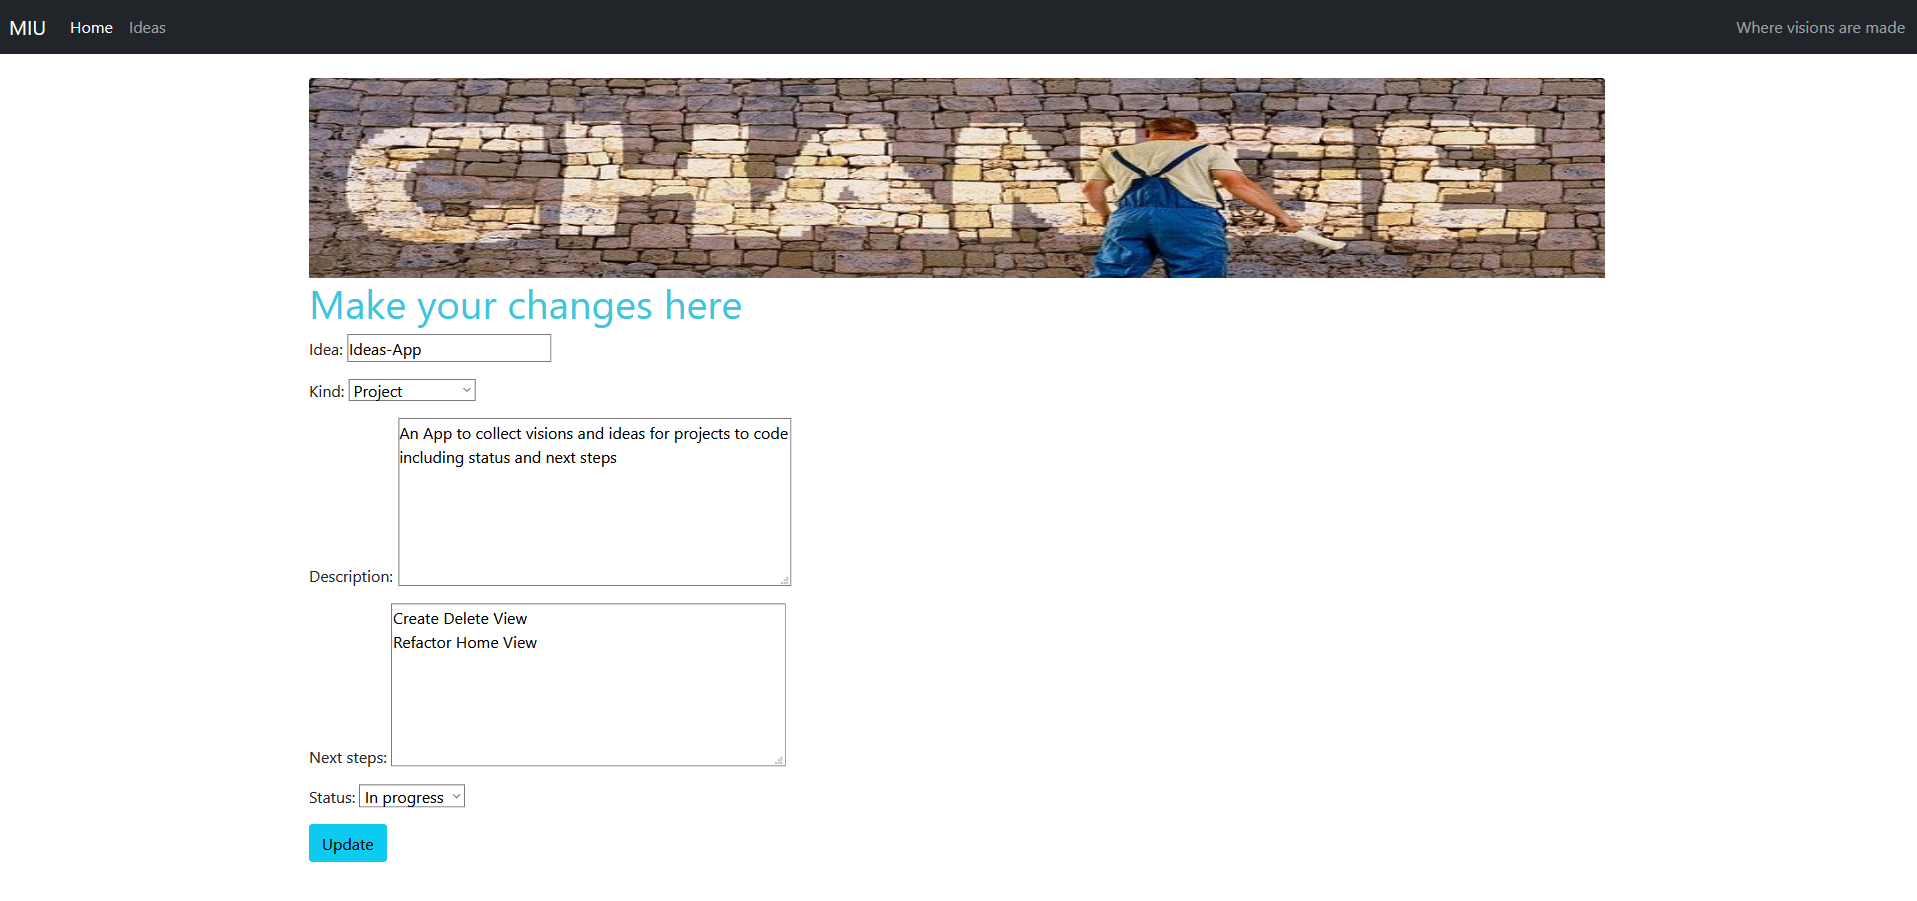 MIU Home Ideas Where visions are made
CHANGE
Make your changes here
Idea: Ideas-App
Kind: Project
Description: An App to collect visions and ideas for projects to code
including status and next steps
Next steps: Create Delete View
Refactor Home View
Status: In progress
Update